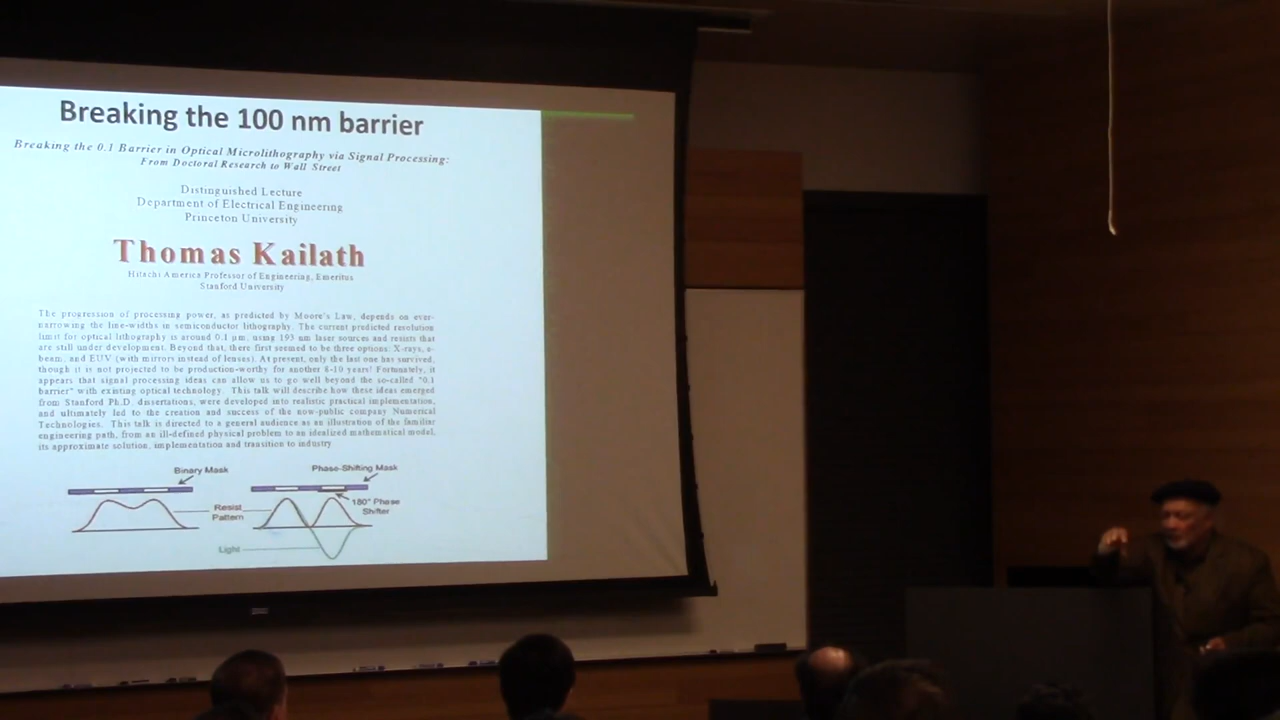 Breaking the 100 nm barrier
Breaking the 0.1 Barrier in Optical Microlithography via Signal Processing:
From Doctoral Research to Wall Street
Distinguished Lecture
Department of Electrical Engineering
Princeton University
Thomas Kailath
Hitachi America Professor of Engineering, Emeritus
Stanford University
The progression of processing power, as predicted by Moore's Law, depends on ever-
narrowing the line-widths in semiconductor lithography. The current predicted resolution
limit for optical lithography is around 0.1 μm, using 193 nm laser sources and resists that
are still under development. Beyond that, there first seemed to be three options: X-rays, e-
beam, and EUV (with mirrors instead of lenses). At present, only the last one has survived,
though it is not projected to be production-worthy for another 8-10 years! Fortunately, it
appears that signal processing ideas can allow us to go well beyond the so-called "0.1
barrier" with existing optical technology. This talk will describe how these ideas emerged
from Stanford Ph.D. dissertations, were developed into realistic practical implementation,
and ultimately led to the creation and success of the now-public company Numerical
Technologies. This talk is directed to a general audience as an illustration of the familiar
engineering path, from an ill-defined physical problem to an idealized mathematical model,
its approximate solution, implementation and transition to industry
Binary Mask
Phase-Shifting Mask
Resist
Pattern
180° Phase
Shifter
Light